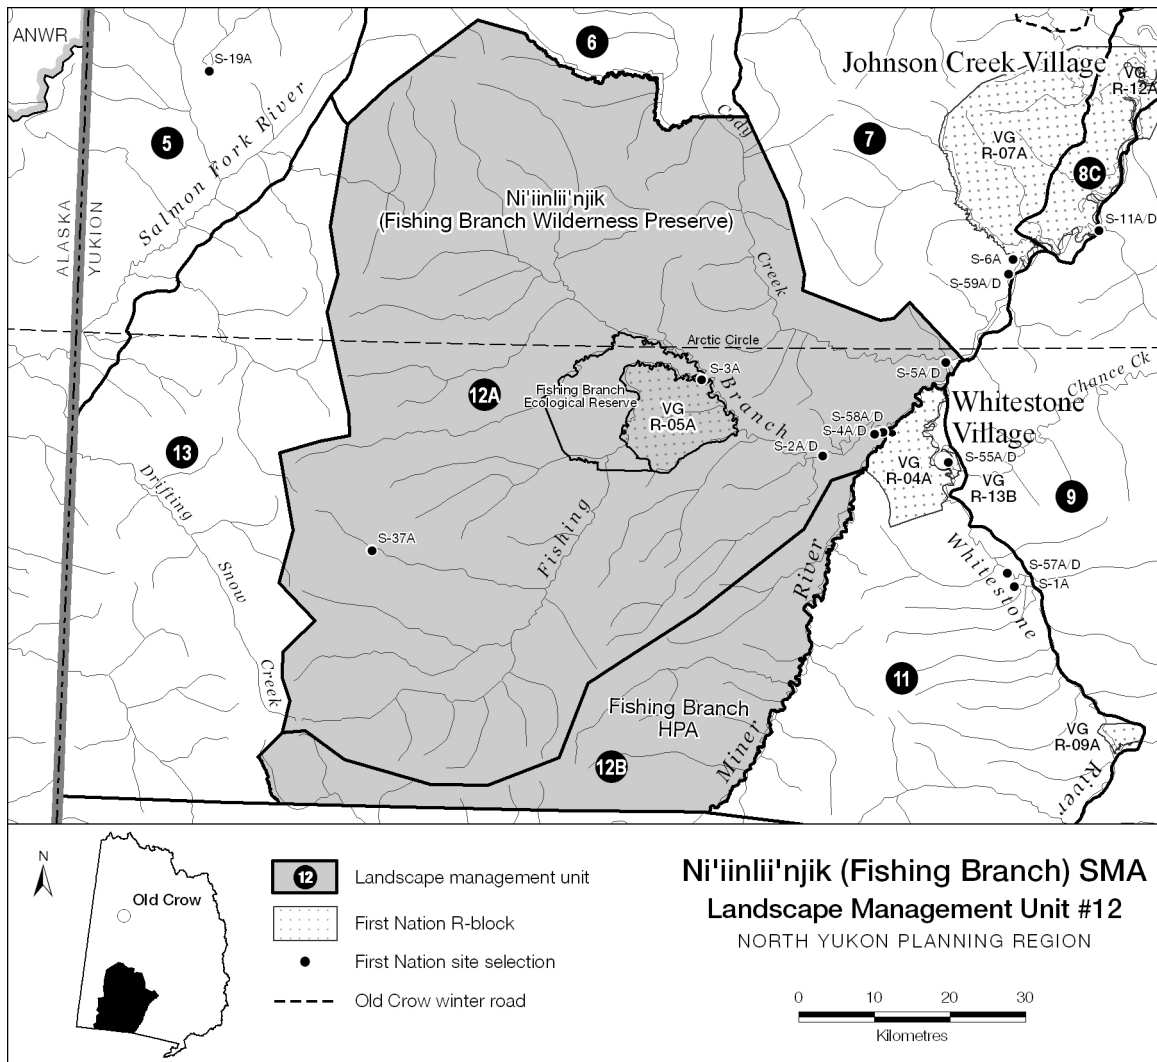 ANWR
S-19A
6
Johnson Creek Village
VG
R-12A
5
Salmon Fork River
Cody
7
VG
R-07A
8C
Ni'iinlii'njik
(Fishing Branch Wilderness Preserve)
S-11A/D
ALASKA
YUKION
Creek
S-6A
S-59A/D
Arctic Circle
S-3A
S-5A/D
Chance Ck
12A
Fishing Branch
Ecological Reserve
Branch
VG
R-05A
Whitestone
Village
S-58A/D
S-4A/D
13
S-2A/D
S-55A/D
VG
R-04A
VG
R-13B
9
Drifting
Snow
Creek
S-37A
Fishing
River
Whitestone
S-57A/D
S-1A
11
Fishing Branch
HPA
VG
R-09A
12B
Miner
River
N
Old Crow
12
Landscape management unit
First Nation R-block
First Nation site selection
Old Crow winter road
Ni'iinlii'njik (Fishing Branch) SMA
Landscape Management Unit #12
NORTH YUKON PLANNING REGION
0 10 20 30
Kilometres